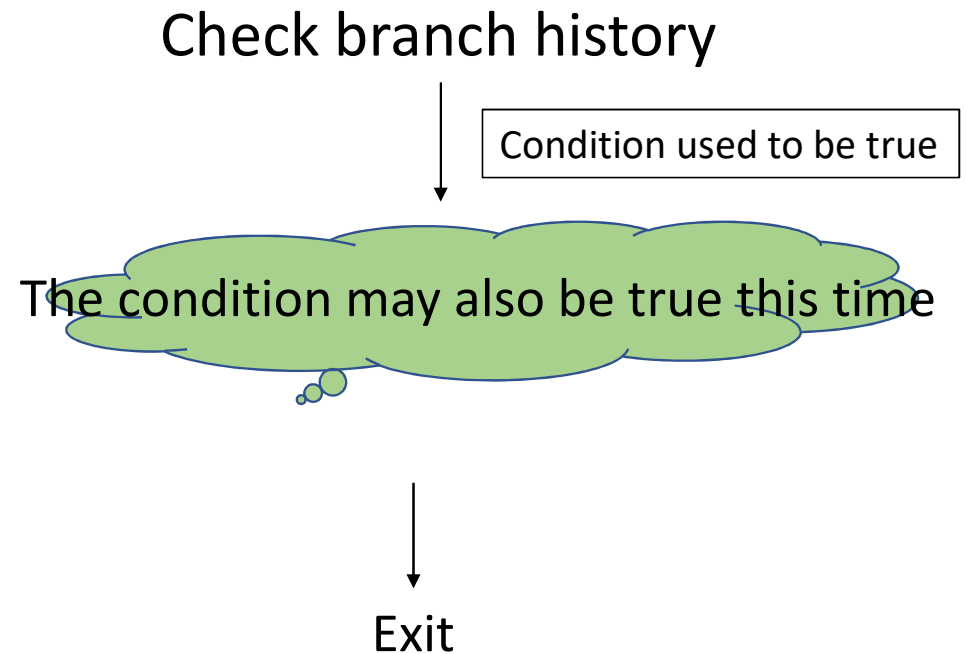 Check branch history
Condition used to be true
The condition may also be true this time
Exit